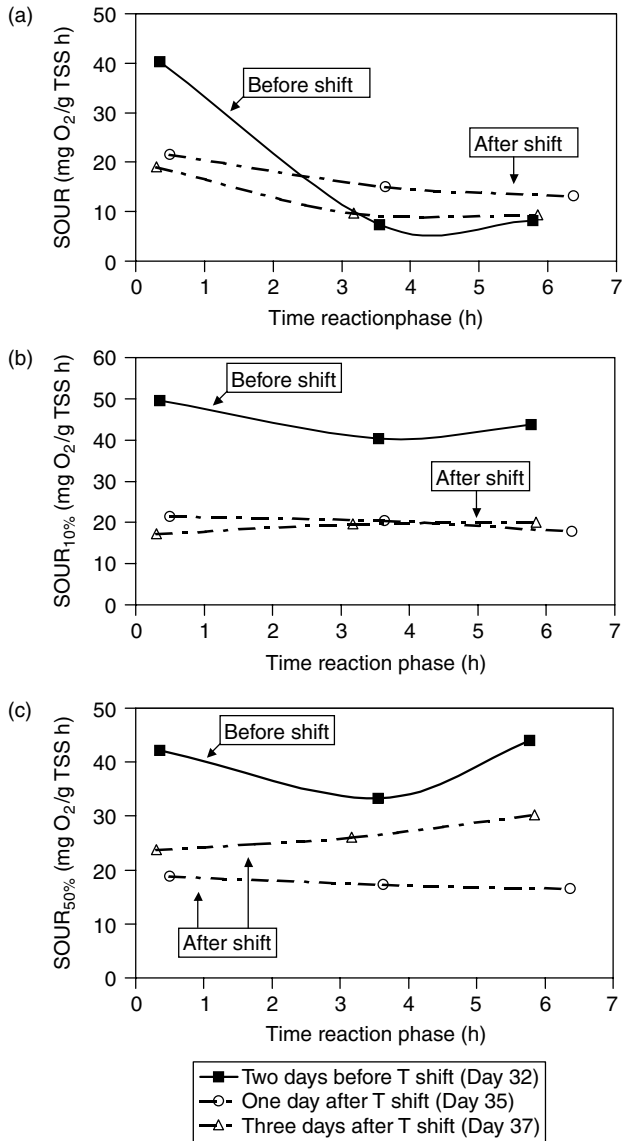 (a)
50
40
30
20
10
0
SOUR (mg O₂/g TSS h)
Before shift
After shift
0 1 2 3 4 5 6 7
Time reactionphase (h)
(b)
60
50
40
30
20
10
0
SOUR₁₀% (mg O₂/g TSS h)
Before shift
After shift
0 1 2 3 4 5 6 7
Time reaction phase (h)
(c)
50
40
30
20
10
0
SOUR₅₀% (mg O₂/g TSS h)
Before shift
After shift
0 1 2 3 4 5 6 7
Time reaction phase (h)
Two days before T shift (Day 32)
One day after T shift (Day 35)
Three days after T shift (Day 37)